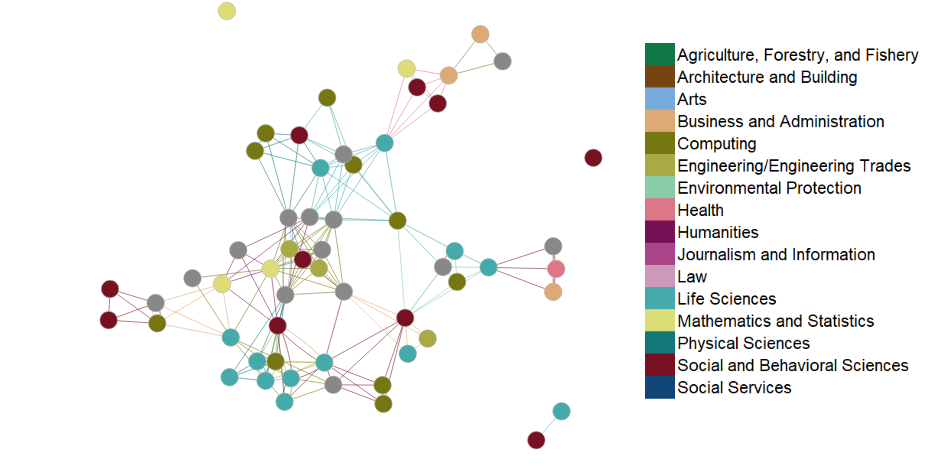 Agriculture, Forestry, and Fishery
Architecture and Building
Arts
Business and Administration
Computing
Engineering/Engineering Trades
Environmental Protection
Health
Humanities
Journalism and Information
Law
Life Sciences
Mathematics and Statistics
Physical Sciences
Social and Behavioral Sciences
Social Services